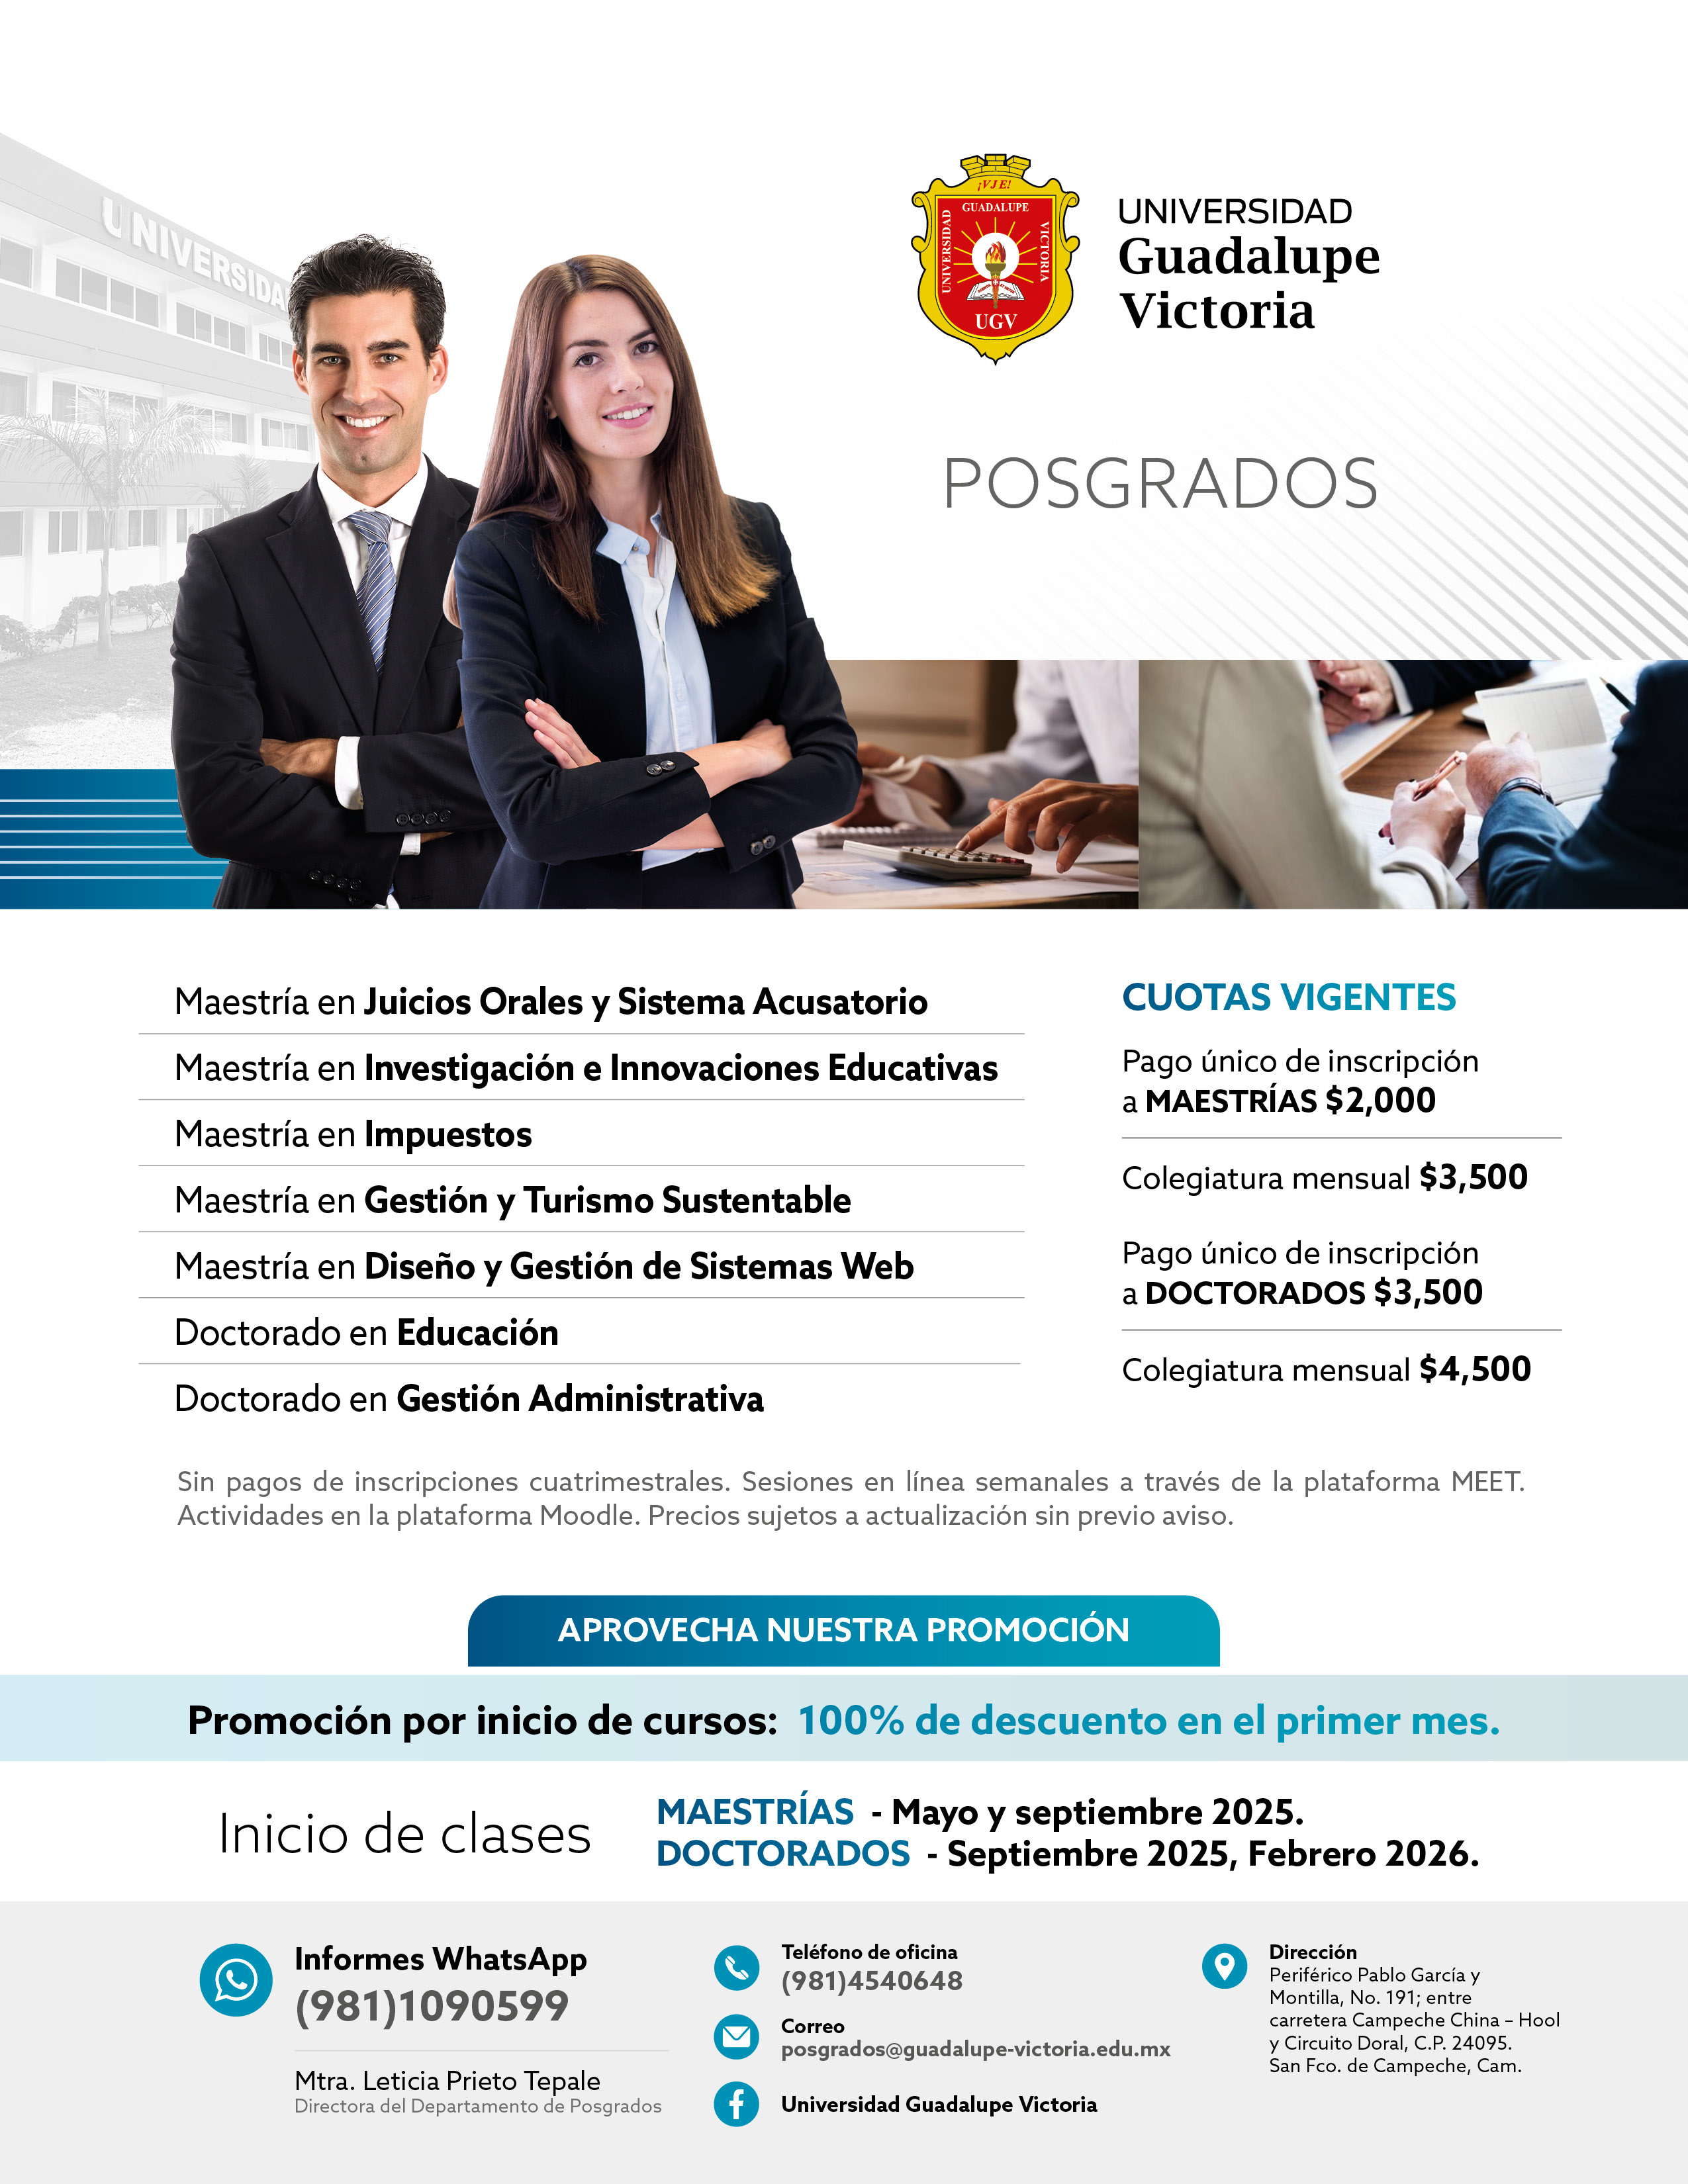 UNIVERSIDA
¡VJE!
GUADALUPE
UNIVERSIDAD
VICTORIA
UGV
UNIVERSIDAD
Guadalupe
Victoria
POSGRADOS
Maestría en Juicios Orales y Sistema Acusatorio
Maestría en Investigación e Innovaciones Educativas
Maestría en Impuestos
Maestría en Gestión y Turismo Sustentable
Maestría en Diseño y Gestión de Sistemas Web
Doctorado en Educación
Doctorado en Gestión Administrativa
CUOTAS VIGENTES
Pago único de inscripción
a MAESTRÍAS $2,000
Colegiatura mensual $3,500
Pago único de inscripción
a DOCTORADOS $3,500
Colegiatura mensual $4,500
Sin pagos de inscripciones cuatrimestrales. Sesiones en línea semanales a través de la plataforma MEET.
Actividades en la plataforma Moodle. Precios sujetos a actualización sin previo aviso.
APROVECHA NUESTRA PROMOCIÓN
Promoción por inicio de cursos: 100% de descuento en el primer mes.
Inicio de clases
MAESTRÍAS - Mayo y septiembre 2025.
DOCTORADOS - Septiembre 2025, Febrero 2026.
Informes WhatsApp
(981)1090599
Mtra. Leticia Prieto Tepale
Directora del Departamento de Posgrados
Teléfono de oficina
(981)4540648
Correo
posgrados@guadalupe-victoria.edu.mx
Universidad Guadalupe Victoria
Dirección
Periférico Pablo García y
Montilla, No. 191; entre
carretera Campeche China – Hool
y Circuito Doral, C.P. 24095.
San Fco. de Campeche, Cam.